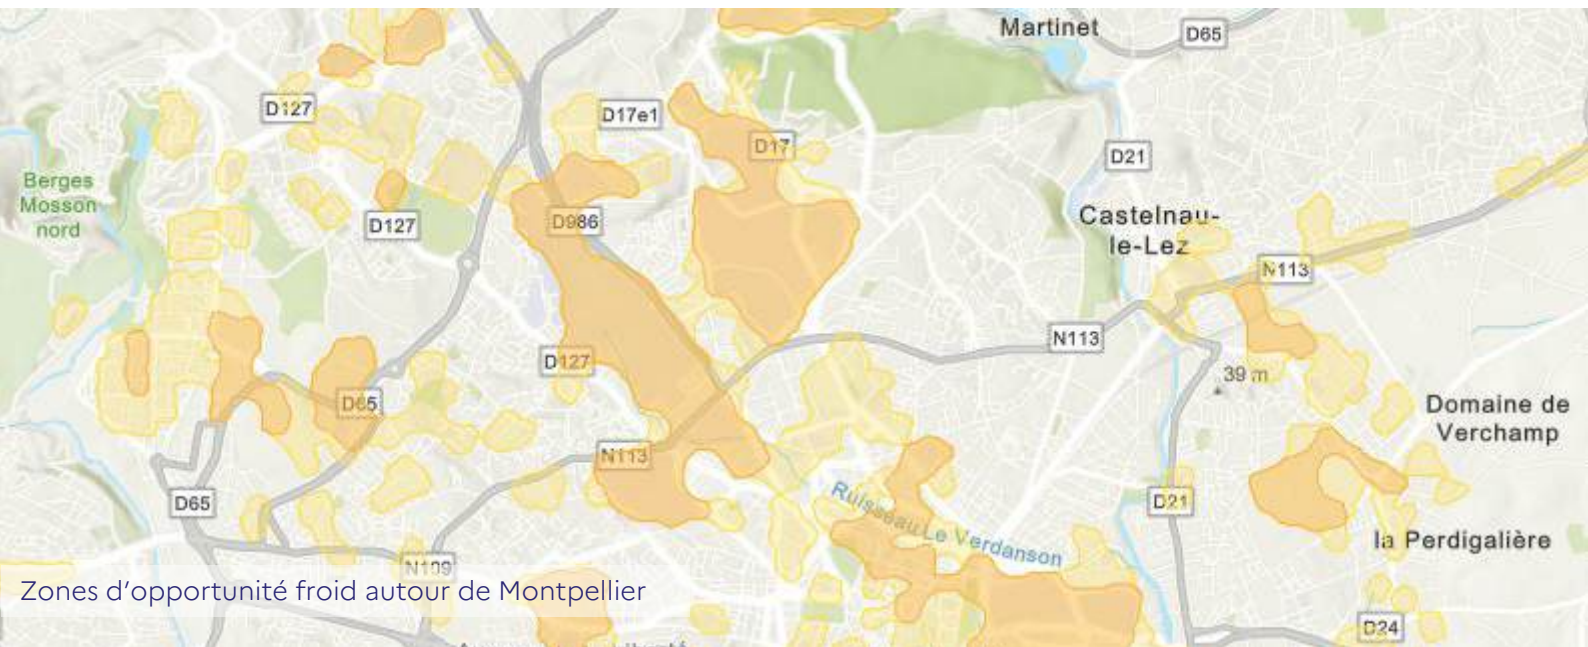 Martinet
D65
D127
D17e1
D17
D21
Berges
Mosson
nord
D127
D986
Castelnau-
le-Lez
N113
N113
D127
39 m
D65
Domaine de
Verchamp
N113
Ruisseau Le Verdanson
D65
D21
la Perdigalière
N109
Zones d'opportunité froid autour de Montpellier
D24